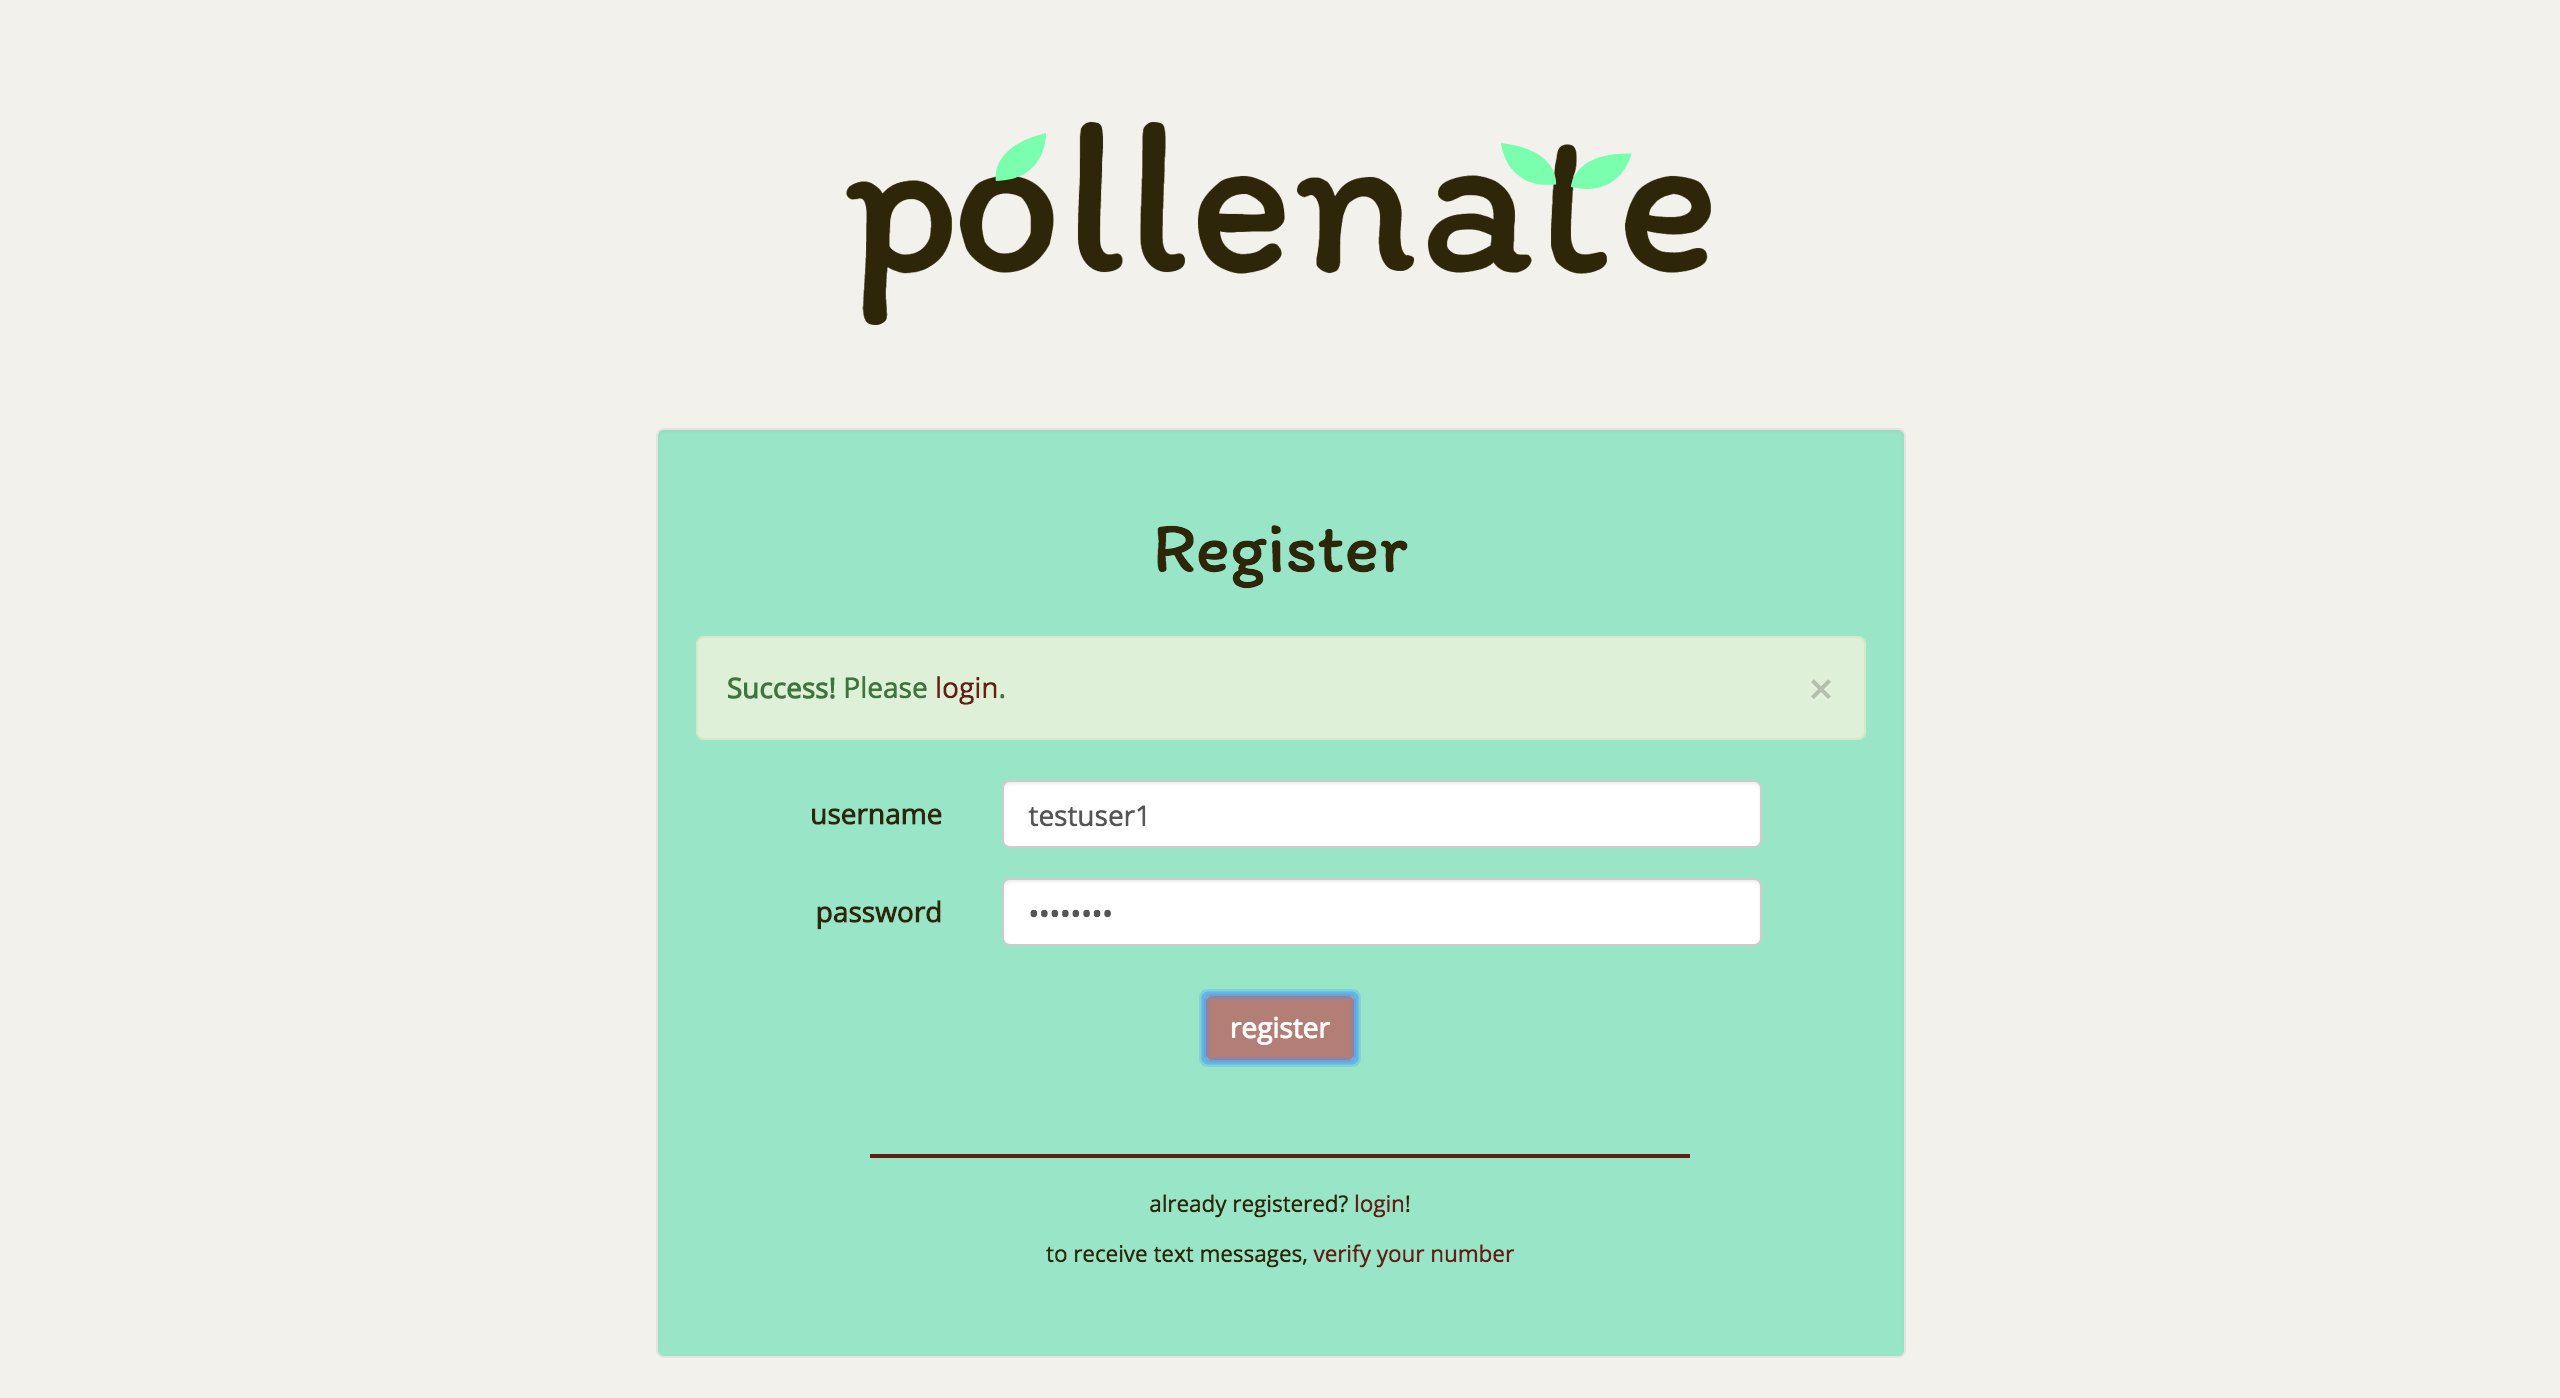 pollenate
Register
Success! Please login.
×
username testuser1
password ••••••••
register
already registered? login!
to receive text messages, verify your number